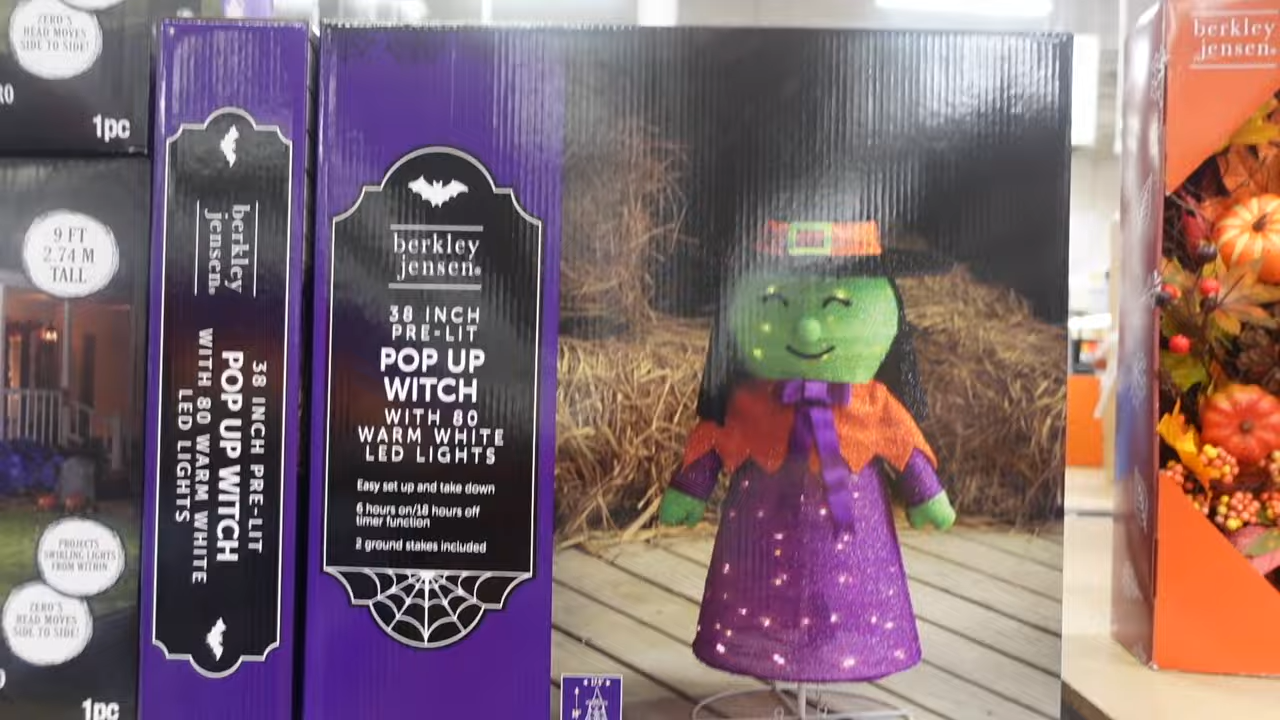 ZERO'S
HEAD MOVES
SIDE TO SIDE!
1pc
9 FT
2.74 M
TALL
PROJECTS
SWIRLING LIGHTS
FROM WITHIN
ZERO'S
HEAD MOVES
SIDE TO SIDE!
1pc
berkley
jensen®
38 INCH PRE-LIT
POP UP WITCH
WITH 80 WARM WHITE
LED LIGHTS
berkley
jensen®
38 INCH
PRE-LIT
POP UP
WITCH
WITH 80
WARM WHITE
LED LIGHTS
Easy set up and take down
6 hours on/18 hours off
timer function
2 ground stakes included
berkley
jensen®